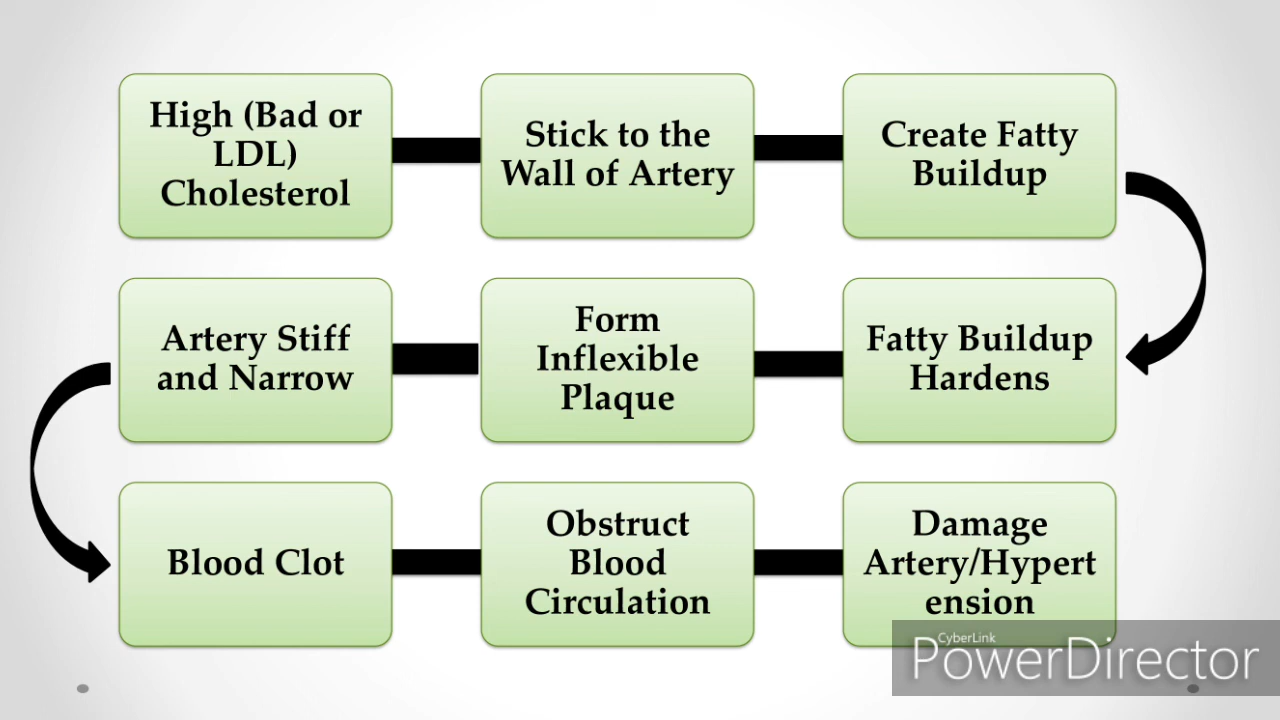 High (Bad or
LDL)
Cholesterol
Stick to the
Wall of Artery
Create Fatty
Buildup
Fatty Buildup
Hardens
Form
Inflexible
Plaque
Artery Stiff
and Narrow
Blood Clot
Obstruct
Blood
Circulation
Damage
Artery/Hypert
ension
CyberLink
PowerDirector